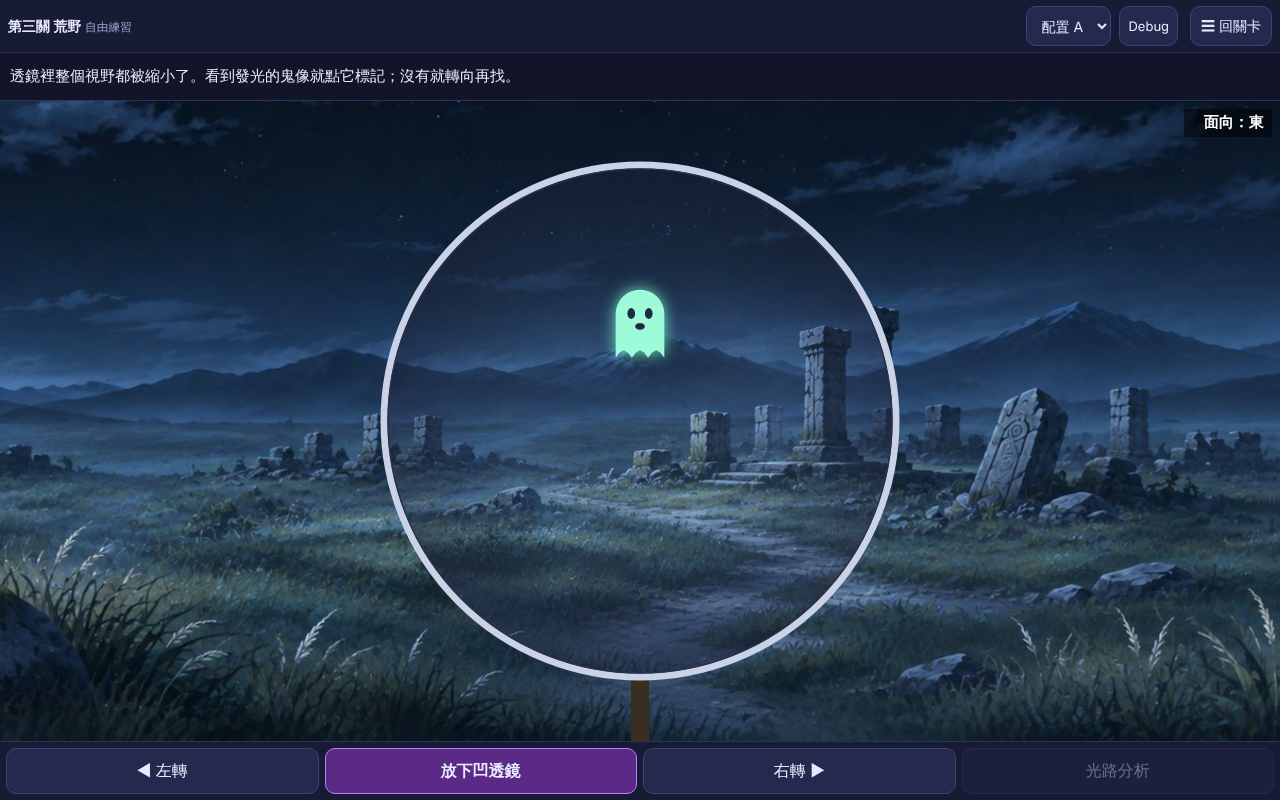 第三關 荒野 自由練習
配置 A
Debug
☰ 回關卡
透鏡裡整個視野都被縮小了。看到發光的鬼像就點它標記；沒有就轉向再找。
面向：東
◀ 左轉
放下凹透鏡
右轉 ▶
光路分析